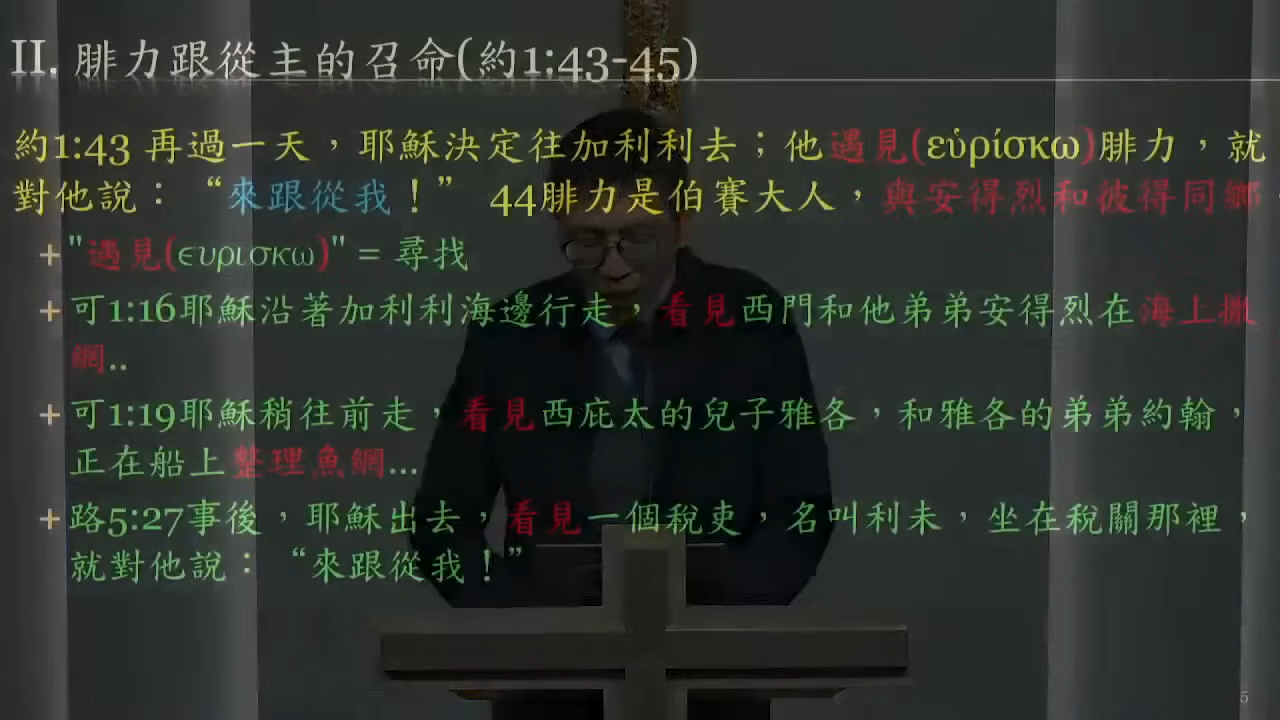 II. 腓力跟從主的召命(約1:43-45)
約1:43 再過一天，耶穌決定往加利利去；他遇見(εὑρίσκω)腓力，就
對他說：“來跟從我！” 44腓力是伯賽大人，與安得烈和彼得同鄉
+ "遇見(ευρισκω)" = 尋找
+ 可1:16耶穌沿著加利利海邊行走，看見西門和他弟弟安得烈在海上撒
網..
+ 可1:19耶穌稍往前走，看見西庇太的兒子雅各，和雅各的弟弟約翰，
正在船上整理魚網...
+ 路5:27事後，耶穌出去，看見一個稅吏，名叫利未，坐在稅關那裡，
就對他說：“來跟從我！”
5